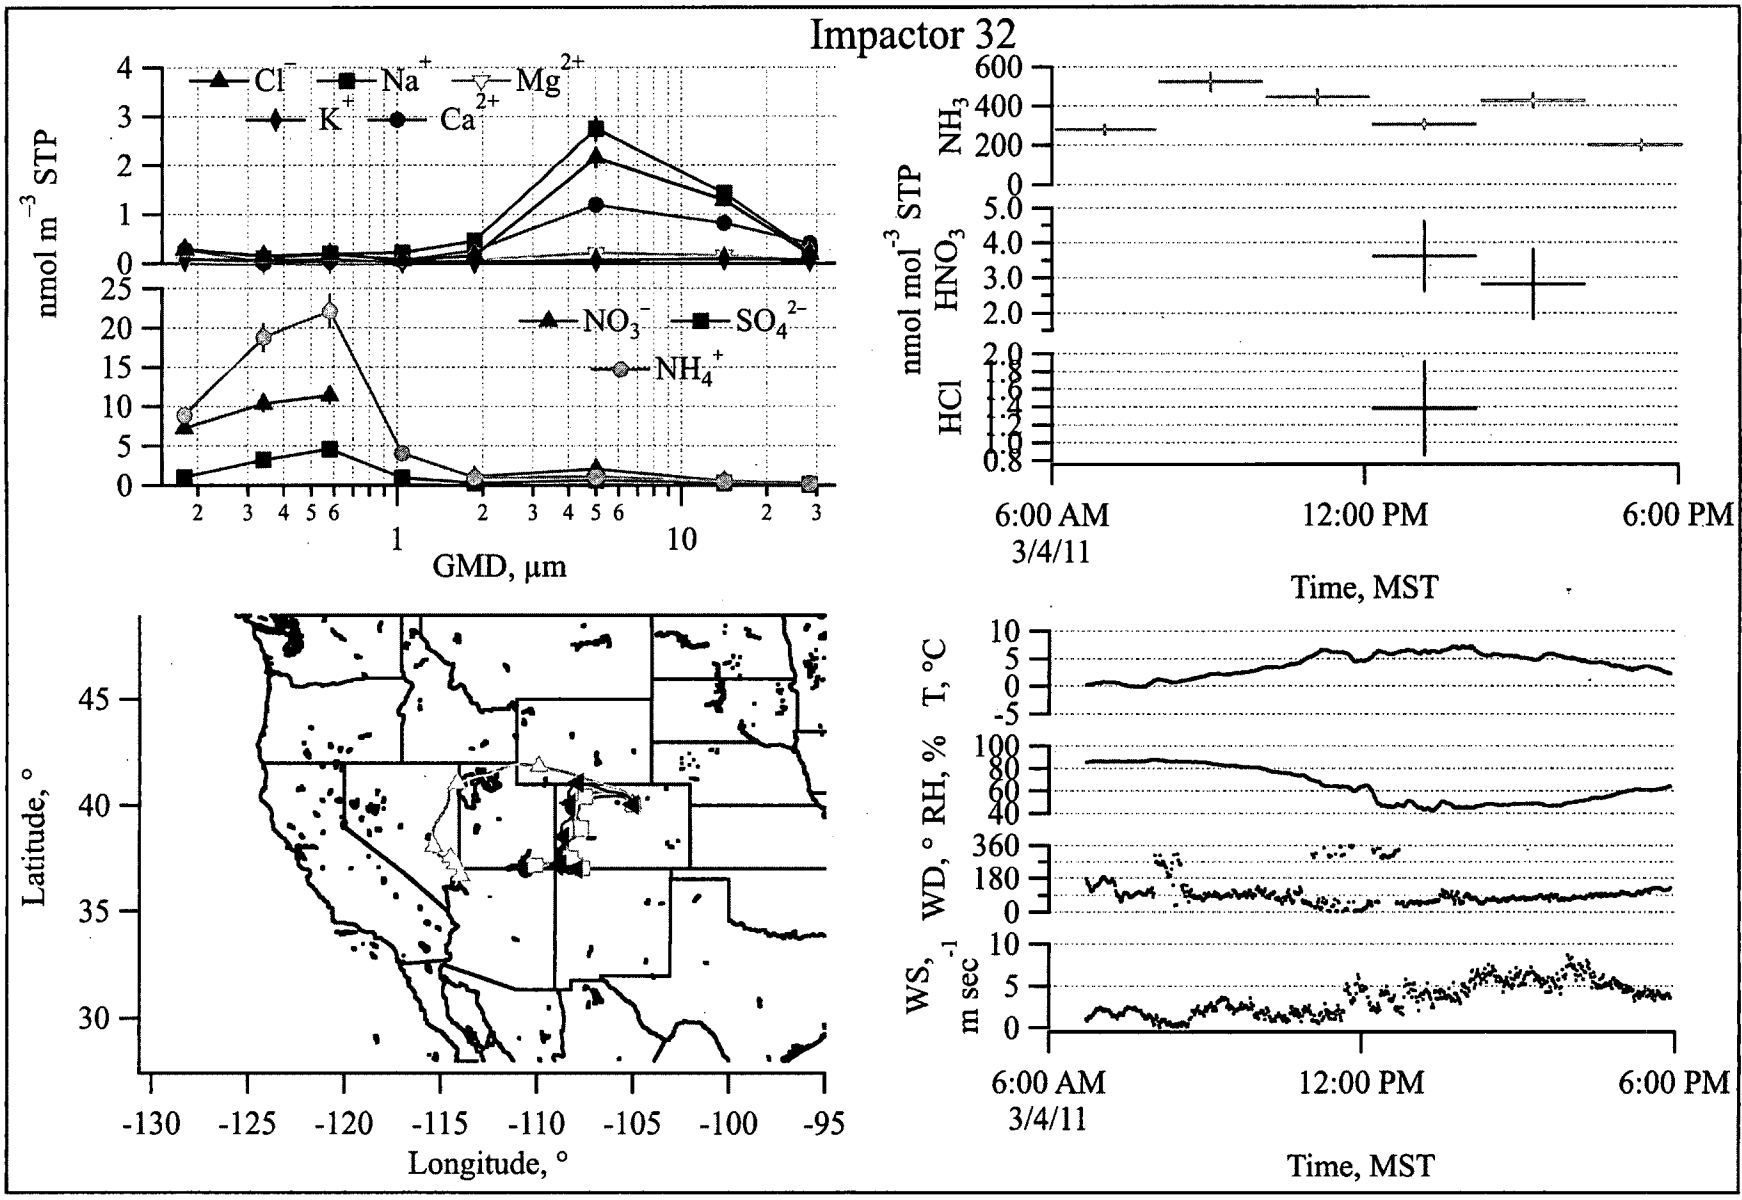 Impactor 32
4
3
2
1
0
Cl⁻ Na⁺ Mg²⁺
K⁺ Ca²⁺
nmol m⁻³ STP
25
20
15
10
5
0
NO₃⁻ SO₄²⁻
NH₄⁺
2 3 4 5 6 2 3 4 5 6 2 3
1 10
GMD, µm
600
400
200
0
NH₃
nmol mol⁻³ STP
5.0
4.0
3.0
2.0
HNO₃
2.0
1.8
1.6
1.4
1.2
1.0
0.8
HCl
6:00 AM 12:00 PM 6:00 PM
3/4/11
Time, MST
45
40
35
30
Latitude, °
-130 -125 -120 -115 -110 -105 -100 -95
Longitude, °
10
5
0
-5
T, °C
100
80
60
40
RH, %
360
180
0
WD, °
10
5
0
WS,
m sec⁻¹
6:00 AM 12:00 PM 6:00 PM
3/4/11
Time, MST